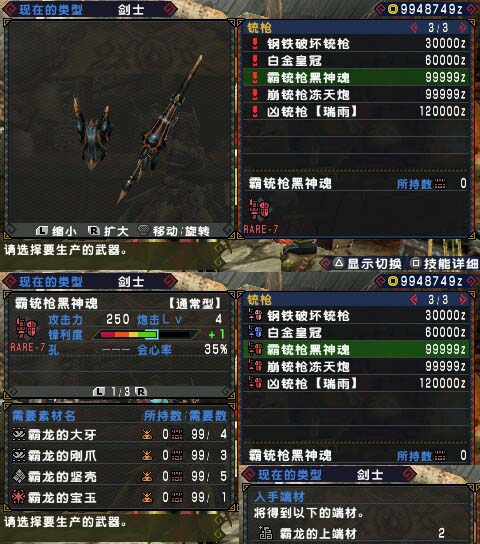 现在的类型 剑士
9948749z
铳枪 3/3
钢铁破坏铳枪 30000z
白金皇冠 60000z
霸铳枪黑神魂 99999z
崩铳枪冻天炮 99999z
凶铳枪【瑞雨】 120000z
霸铳枪黑神魂 所持数 0
RARE-7
L 缩小 R 扩大 移动/旋转
请选择要生产的武器。
△显示切换 □技能详细
现在的类型 剑士
9948749z
霸铳枪黑神魂 【通常型】
攻击力 250 炮击Lv 4
锋利度 +1
RARE-7
孔 --- 会心率 35%
L 1/3 R
铳枪 3/3
钢铁破坏铳枪 30000z
白金皇冠 60000z
霸铳枪黑神魂 99999z
崩铳枪冻天炮 99999z
凶铳枪【瑞雨】 120000z
霸铳枪黑神魂 所持数 0
需要素材名 所持数/需要数
霸龙的大牙 0 99/ 4
霸龙的刚爪 0 99/ 3
霸龙的坚壳 0 99/ 5
霸龙的宝玉 0 99/ 1
请选择要生产的武器。
现在的类型 剑士
入手端材
将得到以下的端材。
霸龙的上端材 2